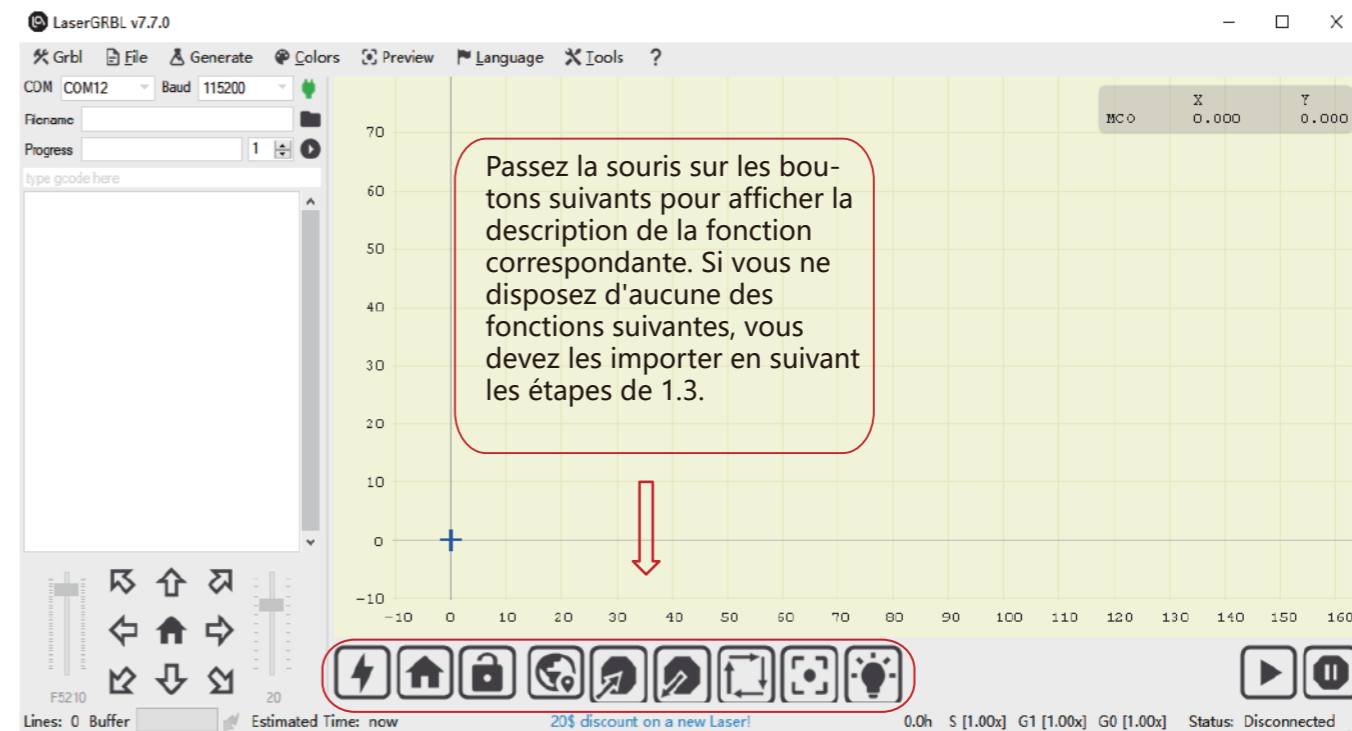 LaserGRBL v7.7.0
Grbl File Generate Colors Preview Language Tools ?
COM COM12 Baud 115200
Filename
Progress 1
type gcode here
X Y
MCO 0.000 0.000
70
60
50
40
30
20
10
0
-10
-10 0 10 20 30 40 50 60 70 80 90 100 110 120 130 140 150 160
Passez la souris sur les bou-
tons suivants pour afficher la
description de la fonction
correspondante. Si vous ne
disposez d'aucune des
fonctions suivantes, vous
devez les importer en suivant
les étapes de 1.3.
F5210 20
Lines: 0 Buffer Estimated Time: now 20$ discount on a new Laser! 0.0h S [1.00x] G1 [1.00x] G0 [1.00x] Status: Disconnected